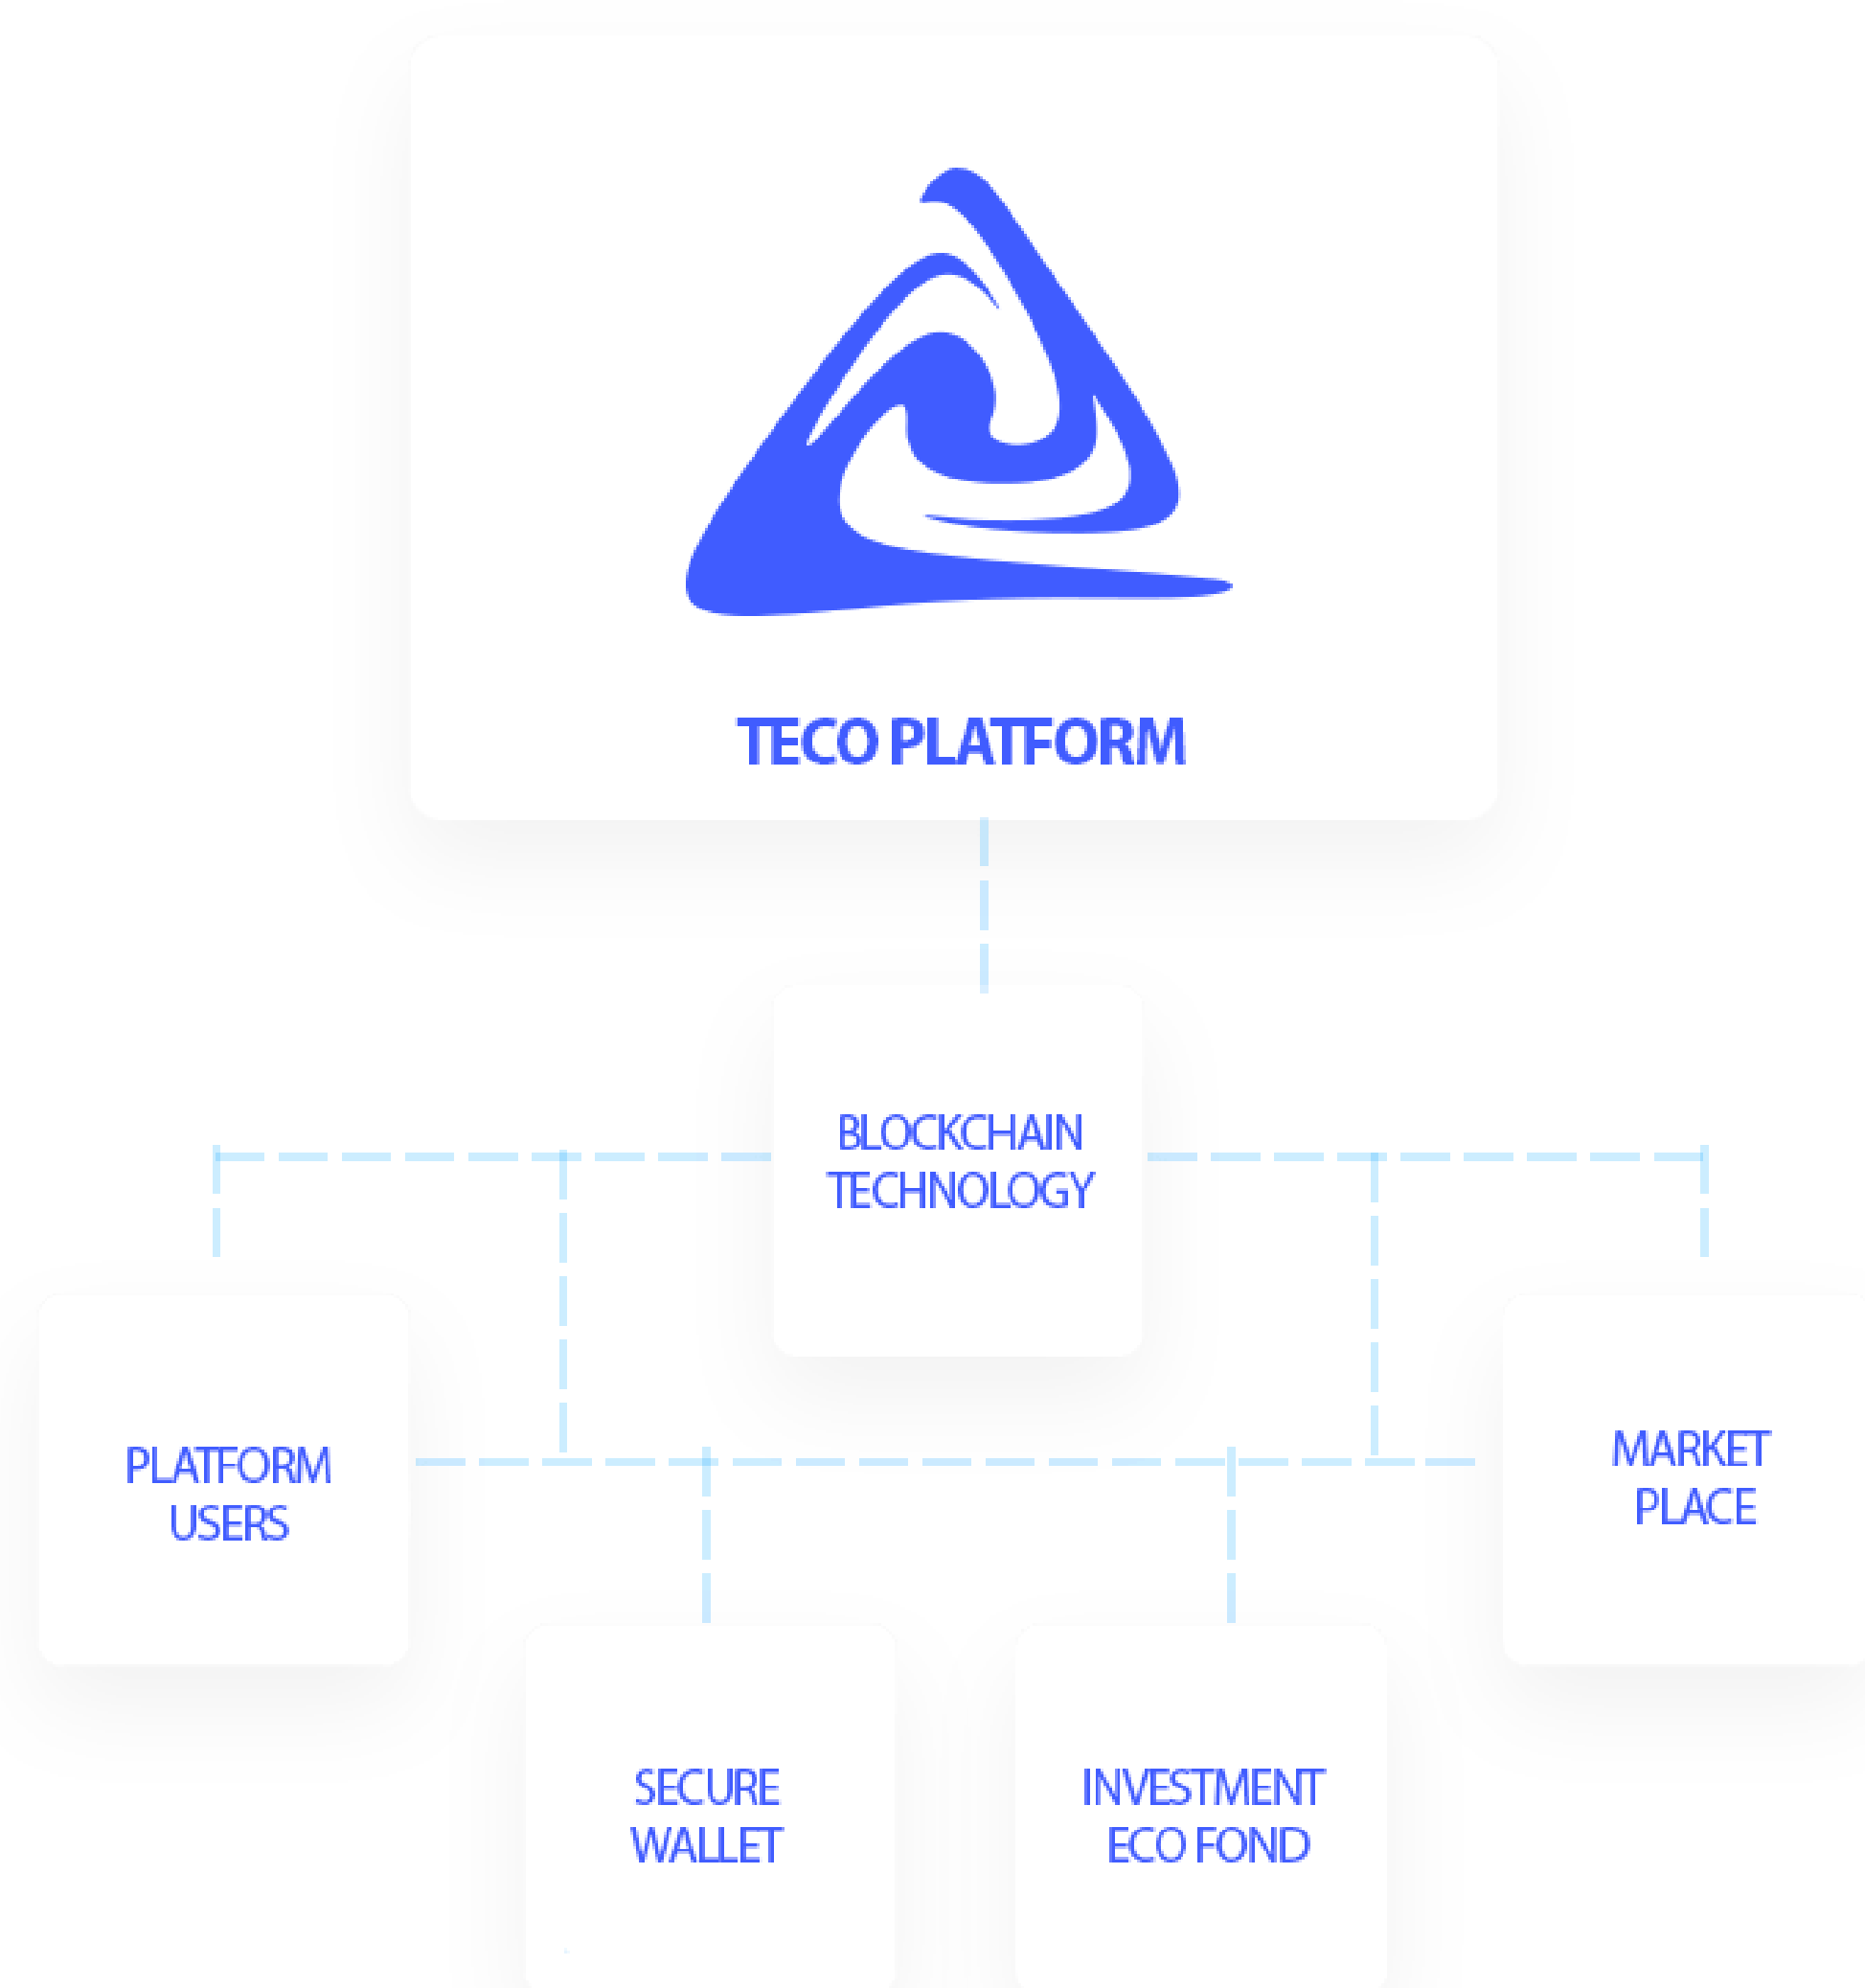 TECO PLATFORM
BLOCKCHAIN
TECHNOLOGY
PLATFORM
USERS
MARKET
PLACE
SECURE
WALLET
INVESTMENT
ECO FOND